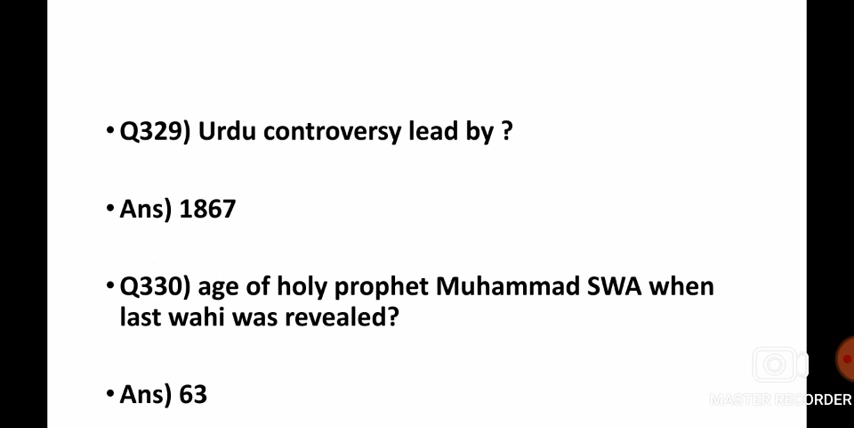 • Q329) Urdu controversy lead by ?
• Ans) 1867
• Q330) age of holy prophet Muhammad SWA when
last wahi was revealed?
• Ans) 63
MASTER RECORDER